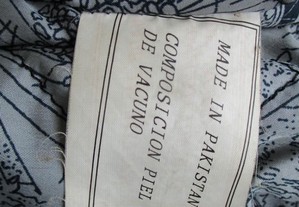 MADE IN PAKISTAN
COMPOSICION PIEL
DE VACUNO